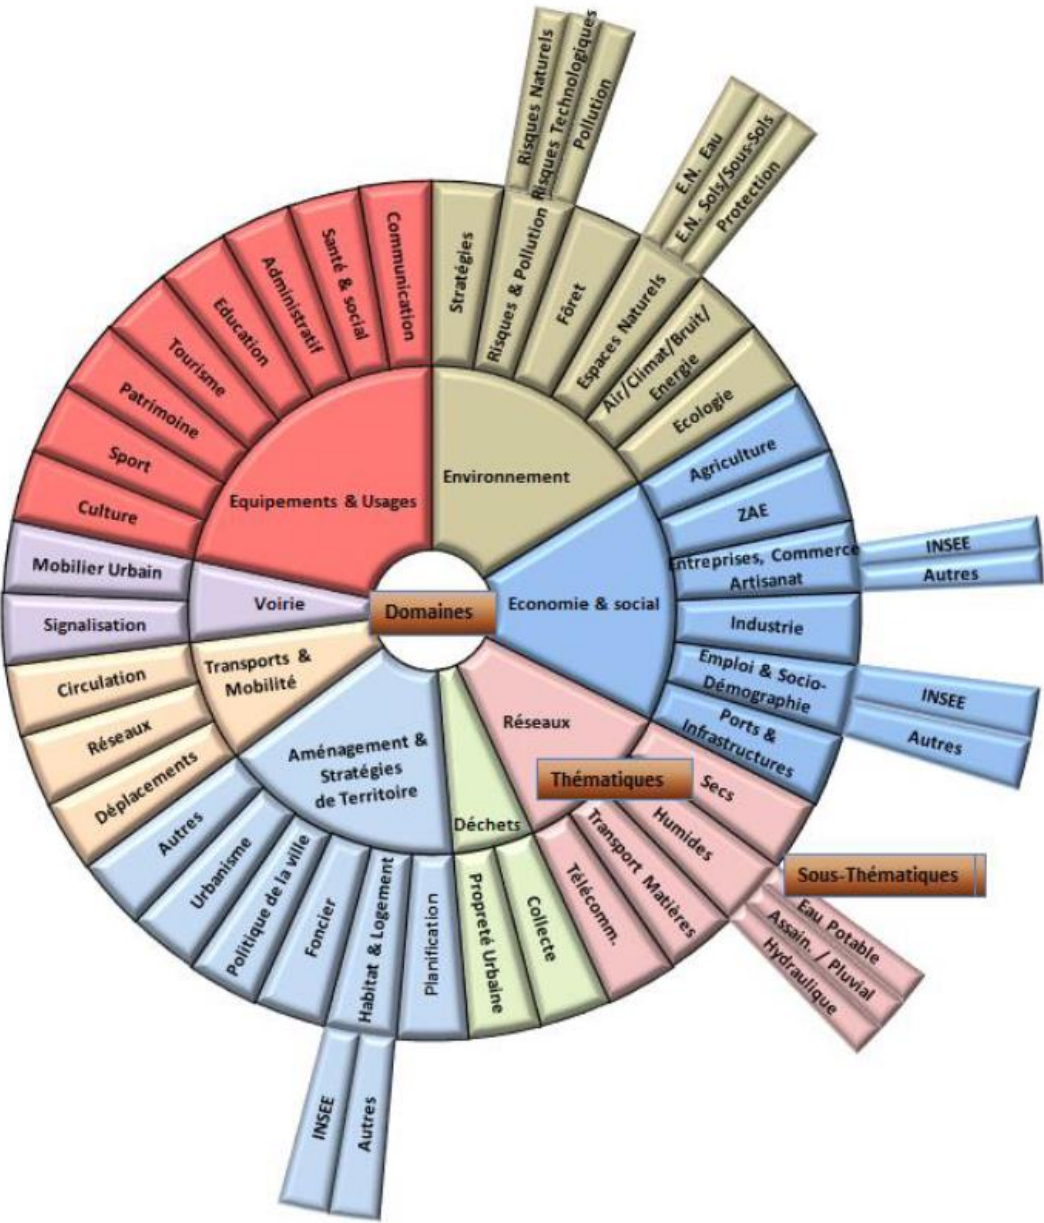 Domaines
Thématiques
Sous-Thématiques
Environnement
Stratégies
Risques & Pollution
Risques Naturels
Risques Technologiques
Pollution
Fôret
Espaces Naturels
E.N. Eau
E.N. Sols/Sous-Sols
Protection
Air/Climat/Bruit/
Energie
Ecologie
Economie & social
Agriculture
ZAE
Entreprises, Commerce
Artisanat
INSEE
Autres
Industrie
Emploi & Socio-
Démographie
INSEE
Autres
Ports &
Infrastructures
Réseaux
Secs
Humides
Eau Potable
Assain. / Pluvial
Hydraulique
Transport Matières
Télécomm.
Déchets
Collecte
Propreté Urbaine
Aménagement &
Stratégies
de Territoire
Planification
Habitat & Logement
INSEE
Autres
Foncier
Politique de la ville
Urbanisme
Autres
Transports &
Mobilité
Déplacements
Réseaux
Circulation
Voirie
Signalisation
Mobilier Urbain
Equipements & Usages
Culture
Sport
Patrimoine
Tourisme
Education
Administratif
Santé & social
Communication